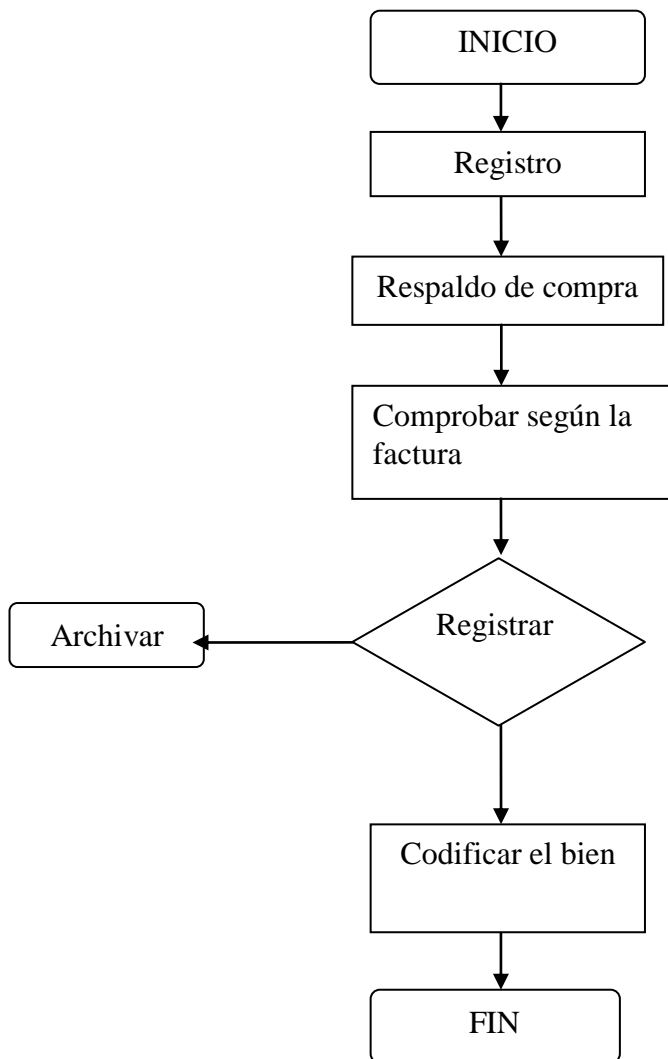 INICIO
Registro
Respaldo de compra
Comprobar según la
factura
Registrar
Archivar
Codificar el bien
FIN